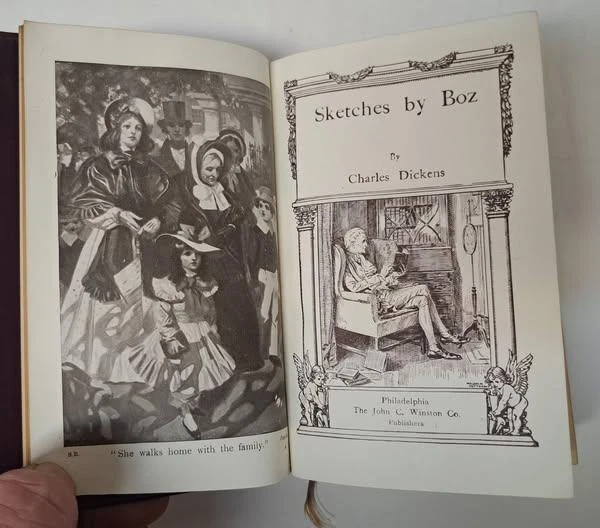 S.B. "She walks home with the family."
Sketches by Boz
By
Charles Dickens
Philadelphia
The John C. Winston Co.
Publishers